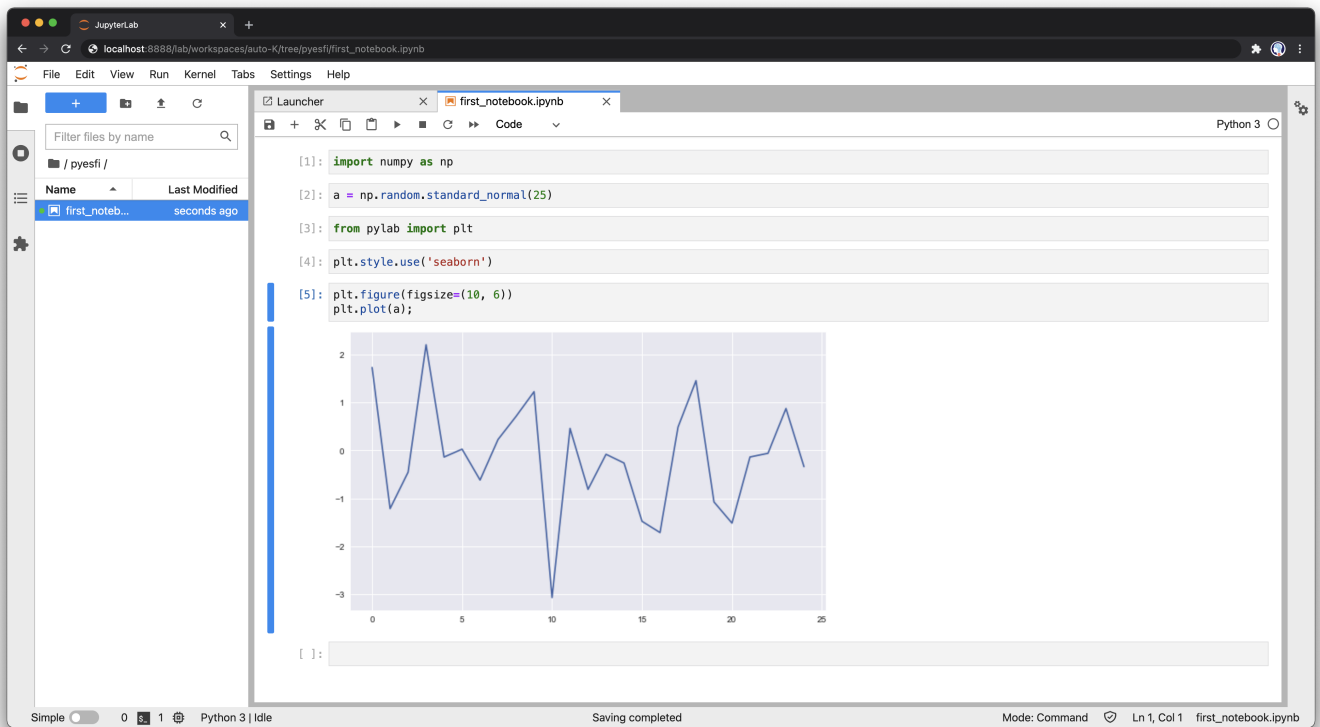 JupyterLab
localhost:8888/lab/workspaces/auto-K/tree/pyesfi/first_notebook.ipynb
File Edit View Run Kernel Tabs Settings Help
Filter files by name
/ pyesfi /
Name Last Modified
first_noteb... seconds ago
Launcher first_notebook.ipynb
Code Python 3
[1]: import numpy as np
[2]: a = np.random.standard_normal(25)
[3]: from pylab import plt
[4]: plt.style.use('seaborn')
[5]: plt.figure(figsize=(10, 6))
plt.plot(a);
2
1
0
−1
−2
−3
0 5 10 15 20 25
[ ]:
Simple 0 $_ 1 Python 3 | Idle Saving completed Mode: Command Ln 1, Col 1 first_notebook.ipynb